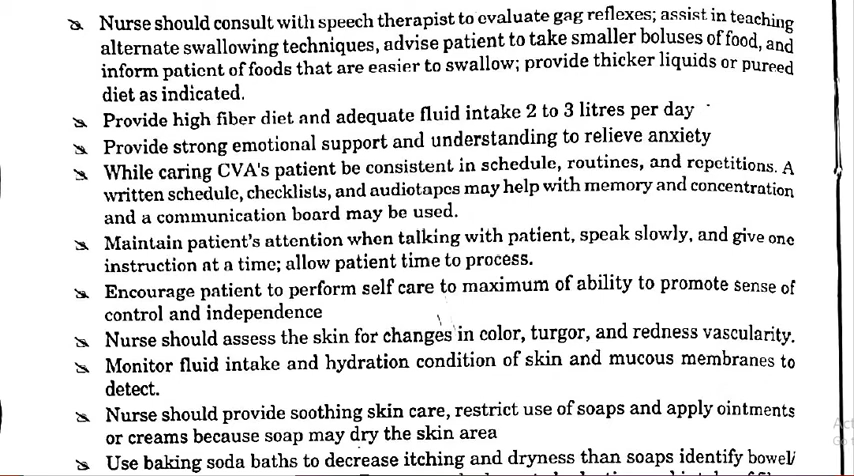 Nurse should consult with speech therapist to evaluate gag reflexes; assist in teaching
alternate swallowing techniques, advise patient to take smaller boluses of food, and
inform patient of foods that are easier to swallow; provide thicker liquids or pureed
diet as indicated.
Provide high fiber diet and adequate fluid intake 2 to 3 litres per day
Provide strong emotional support and understanding to relieve anxiety
While caring CVA's patient be consistent in schedule, routines, and repetitions. A
written schedule, checklists, and audiotapes may help with memory and concentration
and a communication board may be used.
Maintain patient's attention when talking with patient, speak slowly, and give one
instruction at a time; allow patient time to process.
Encourage patient to perform self care to maximum of ability to promote sense of
control and independence
Nurse should assess the skin for changes in color, turgor, and redness vascularity.
Monitor fluid intake and hydration condition of skin and mucous membranes to
detect.
Nurse should provide soothing skin care, restrict use of soaps and apply ointments
or creams because soap may dry the skin area
Use baking soda baths to decrease itching and dryness than soaps identify bowel/